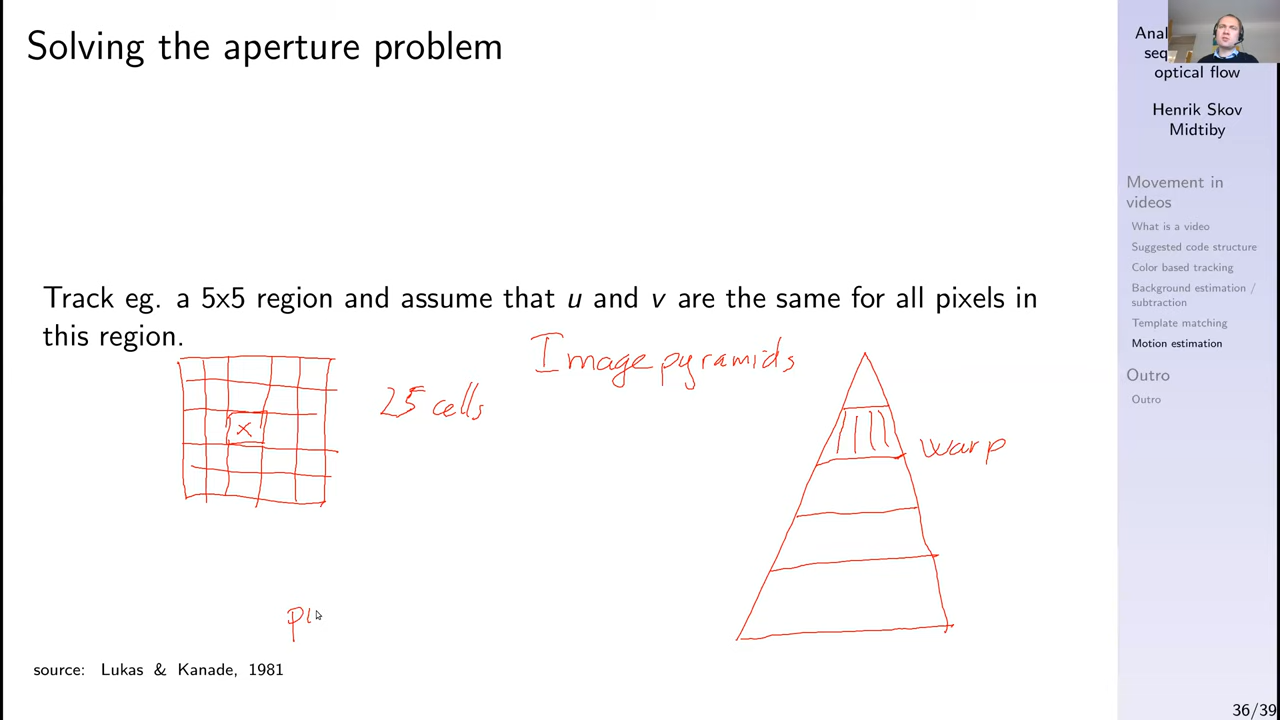 Solving the aperture problem
Track eg. a 5x5 region and assume that u and v are the same for all pixels in
this region.
Image pyramids
25 cells
x
warp
source: Lukas & Kanade, 1981
Anal
seq
optical flow
Henrik Skov
Midtiby
Movement in
videos
What is a video
Suggested code structure
Color based tracking
Background estimation /
subtraction
Template matching
Motion estimation
Outro
Outro
36/39